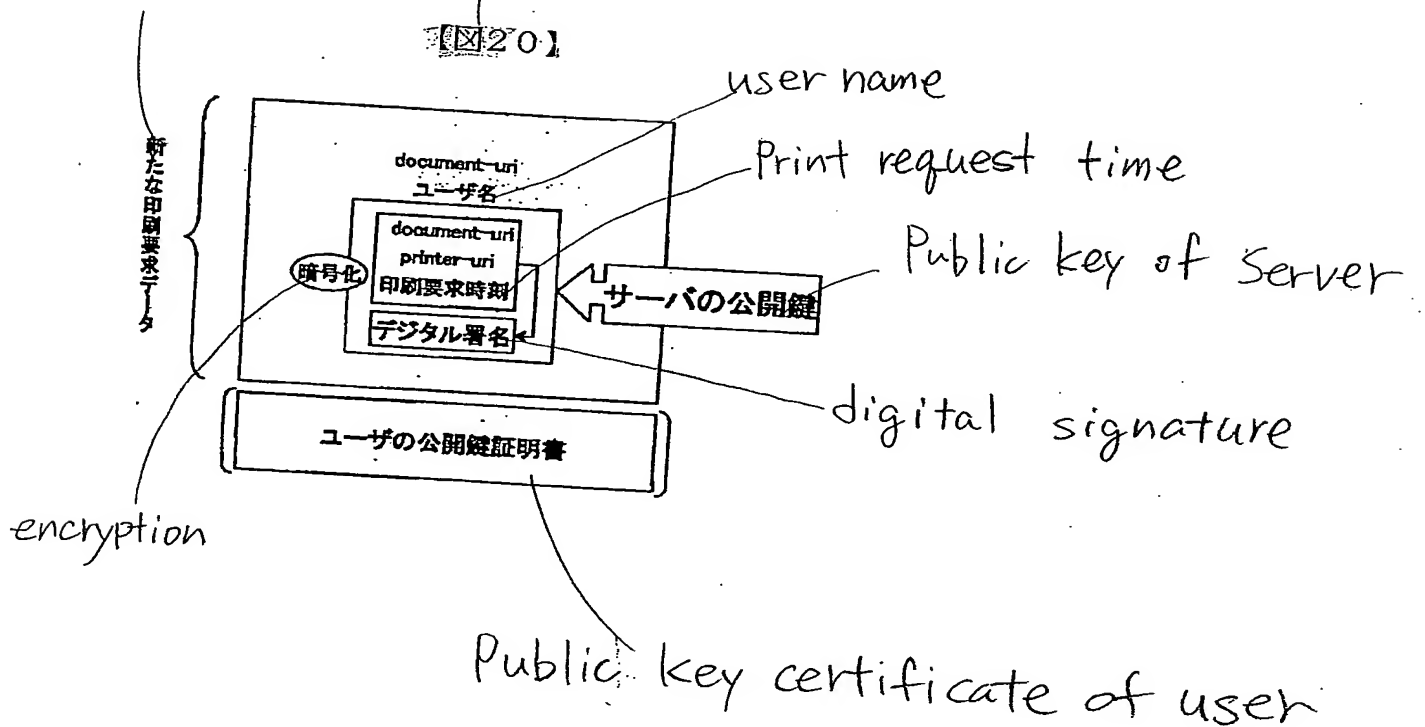 【図20】
user name
Print request time
Public key of Server
新たな印刷要求データ
document-uri
ユーザ名
document-uri
printer-uri
印刷要求時刻
暗号化
サーバの公開鍵
デジタル署名
digital signature
ユーザの公開鍵証明書
encryption
Public key certificate of user